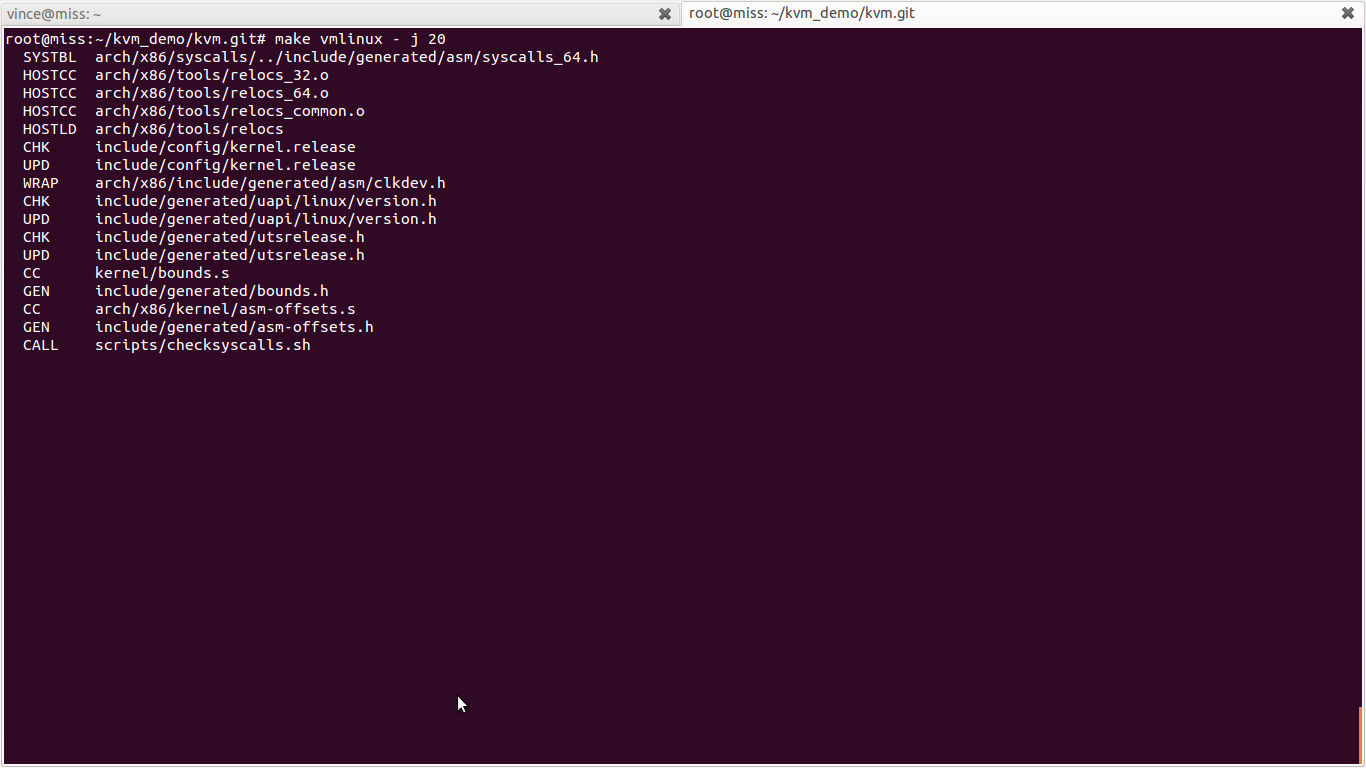 vince@miss: ~
root@miss: ~/kvm_demo/kvm.git
root@miss:~/kvm_demo/kvm.git# make vmlinux - j 20
SYSTBL  arch/x86/syscalls/../include/generated/asm/syscalls_64.h
HOSTCC  arch/x86/tools/relocs_32.o
HOSTCC  arch/x86/tools/relocs_64.o
HOSTCC  arch/x86/tools/relocs_common.o
HOSTLD  arch/x86/tools/relocs
CHK     include/config/kernel.release
UPD     include/config/kernel.release
WRAP    arch/x86/include/generated/asm/clkdev.h
CHK     include/generated/uapi/linux/version.h
UPD     include/generated/uapi/linux/version.h
CHK     include/generated/utsrelease.h
UPD     include/generated/utsrelease.h
CC      kernel/bounds.s
GEN     include/generated/bounds.h
CC      arch/x86/kernel/asm-offsets.s
GEN     include/generated/asm-offsets.h
CALL    scripts/checksyscalls.sh